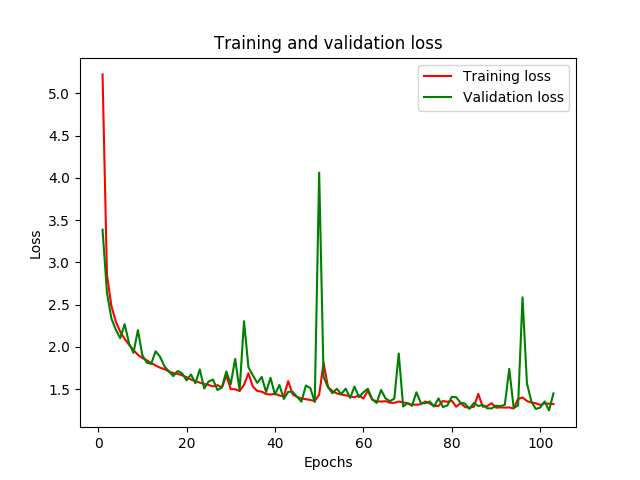 Training and validation loss
Training loss
Validation loss
Loss
5.0
4.5
4.0
3.5
3.0
2.5
2.0
1.5
0 20 40 60 80 100
Epochs